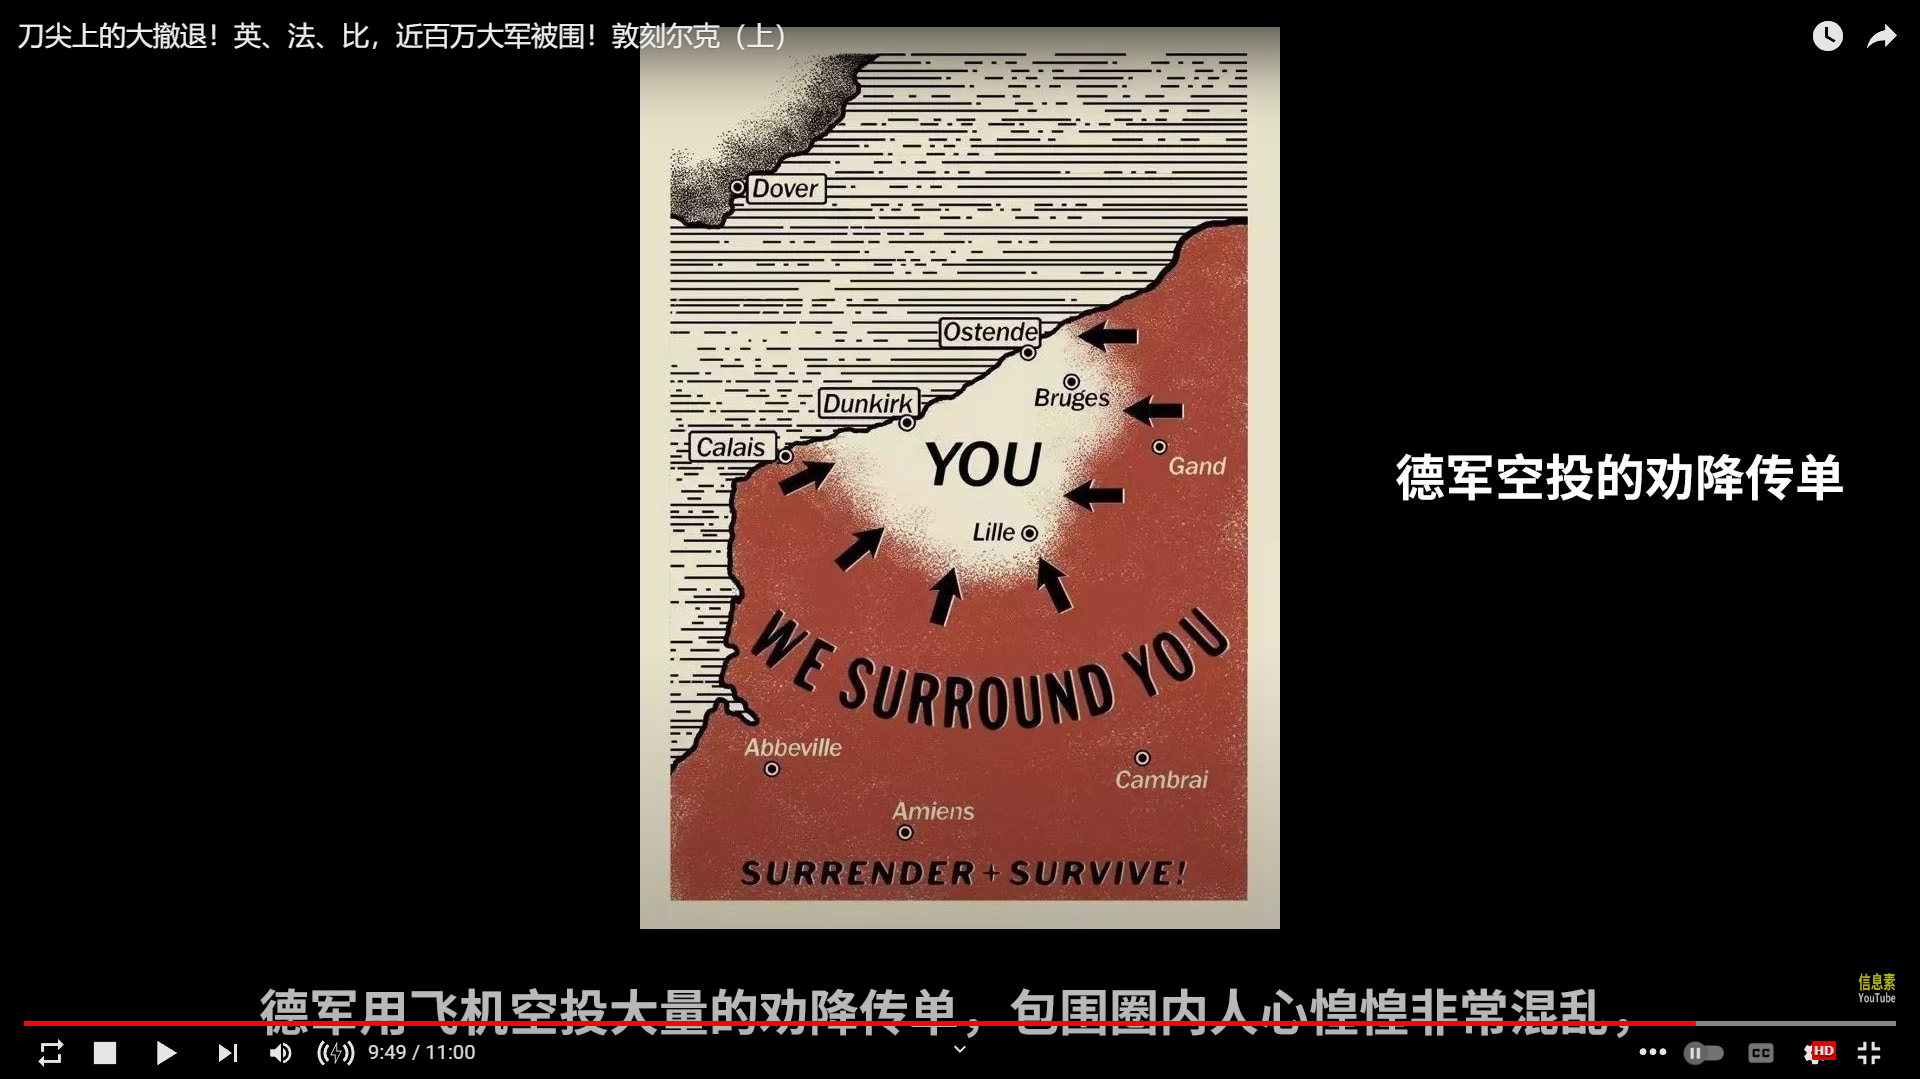 刀尖上的大撤退！英、法、比，近百万大军被围！敦刻尔克（上）
Dover
Ostende
Bruges
Dunkirk
Calais
YOU
Gand
德军空投的劝降传单
Lille
WE SURROUND YOU
Abbeville
Cambrai
Amiens
SURRENDER + SURVIVE!
信息素
YouTube
德军用飞机空投大量的劝降传单，包围圈内人心惶惶非常混乱，
9:49 / 11:00
CC
HD